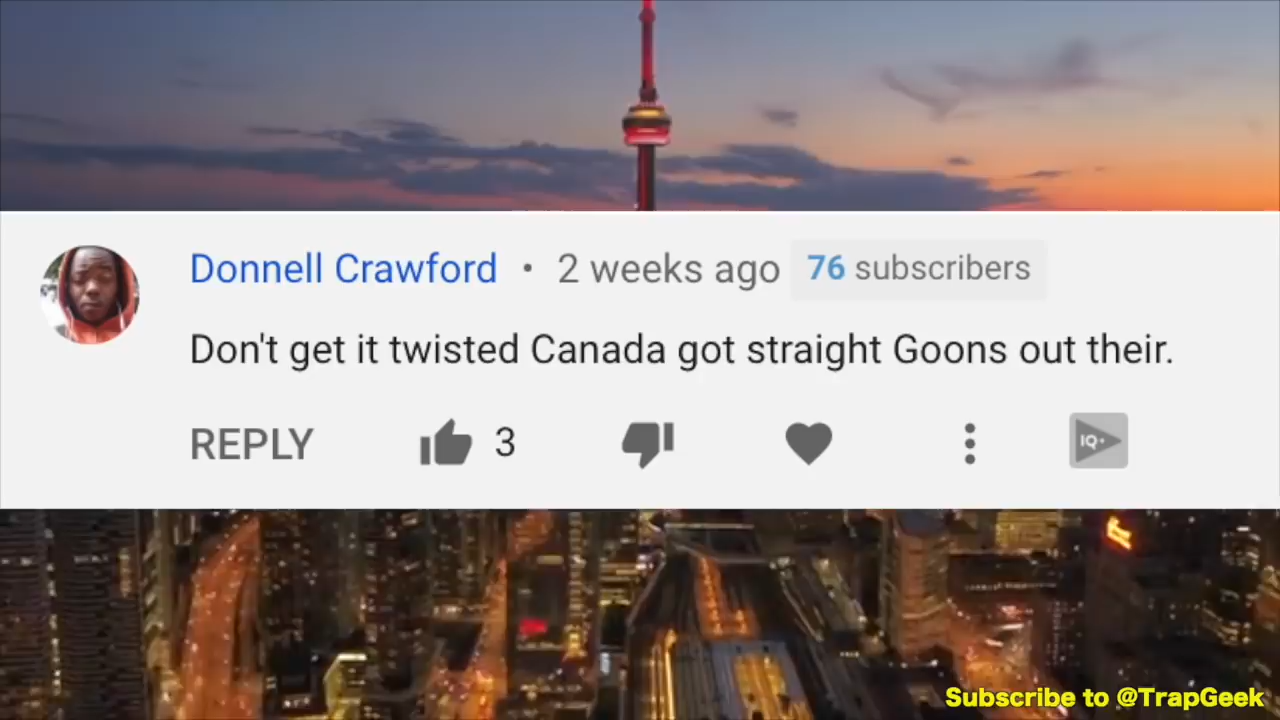 Donnell Crawford • 2 weeks ago 76 subscribers
Don't get it twisted Canada got straight Goons out their.
REPLY 3
IQ+
Subscribe to @TrapGeek